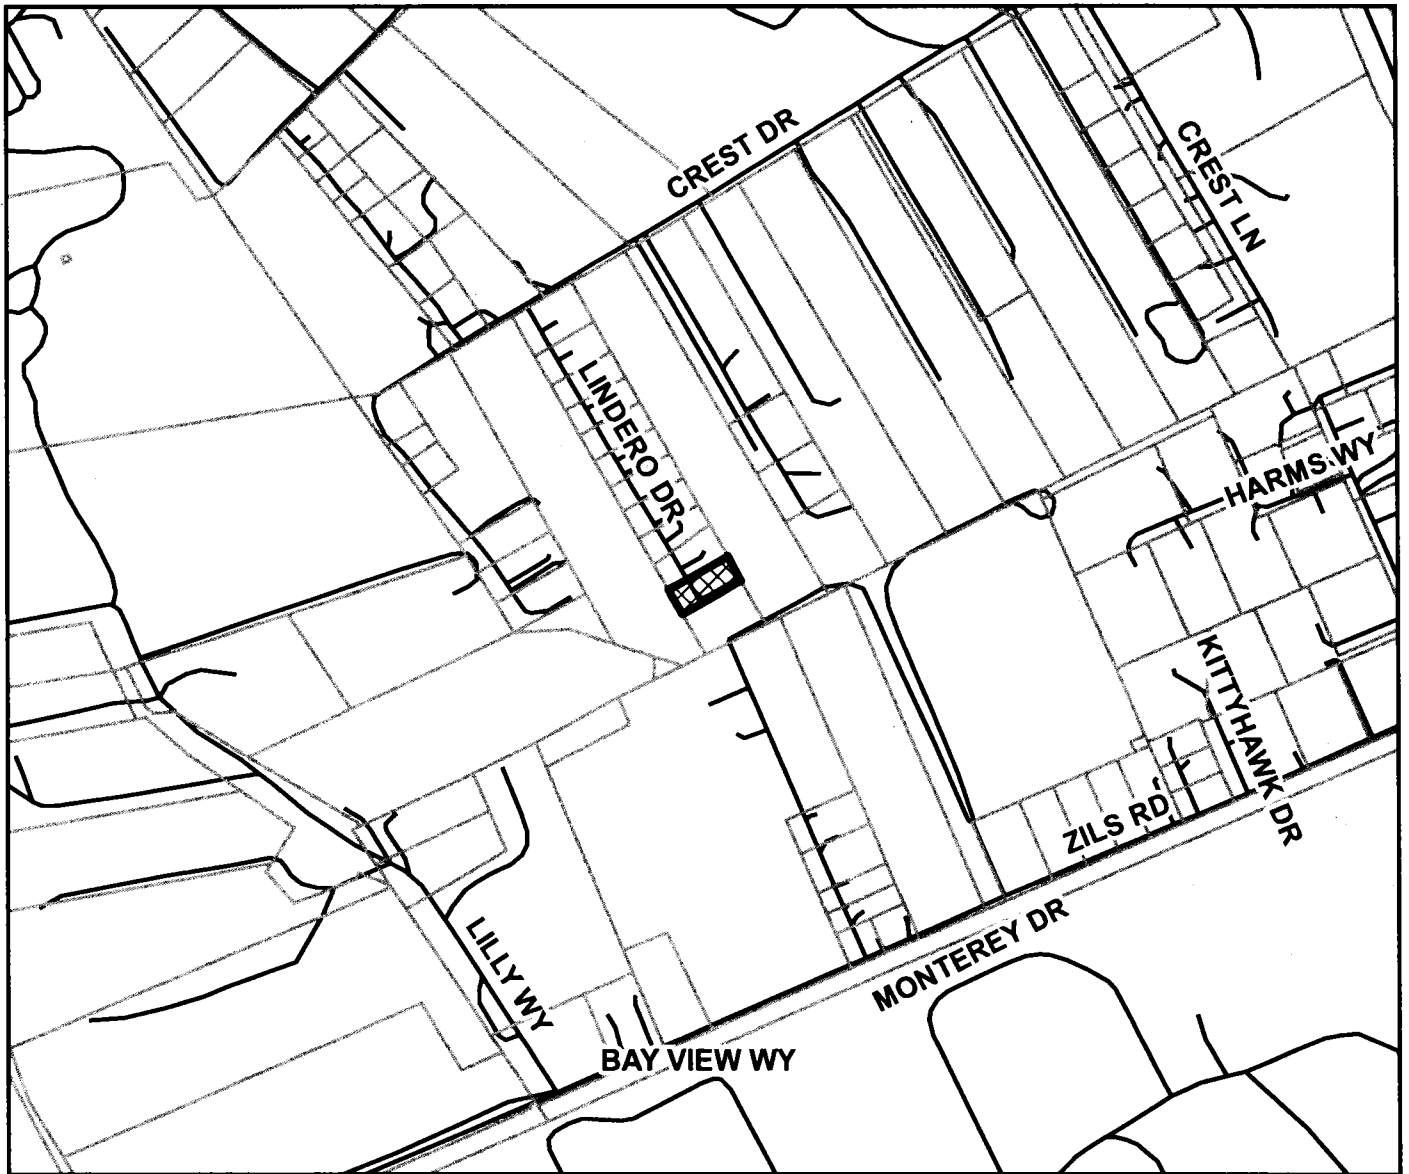 CREST DR
CREST LN
LINDERO DR
HARMS WY
KITTYHAWK DR
ZILS RD
MONTEREY DR
LILLY WY
BAY VIEW WY